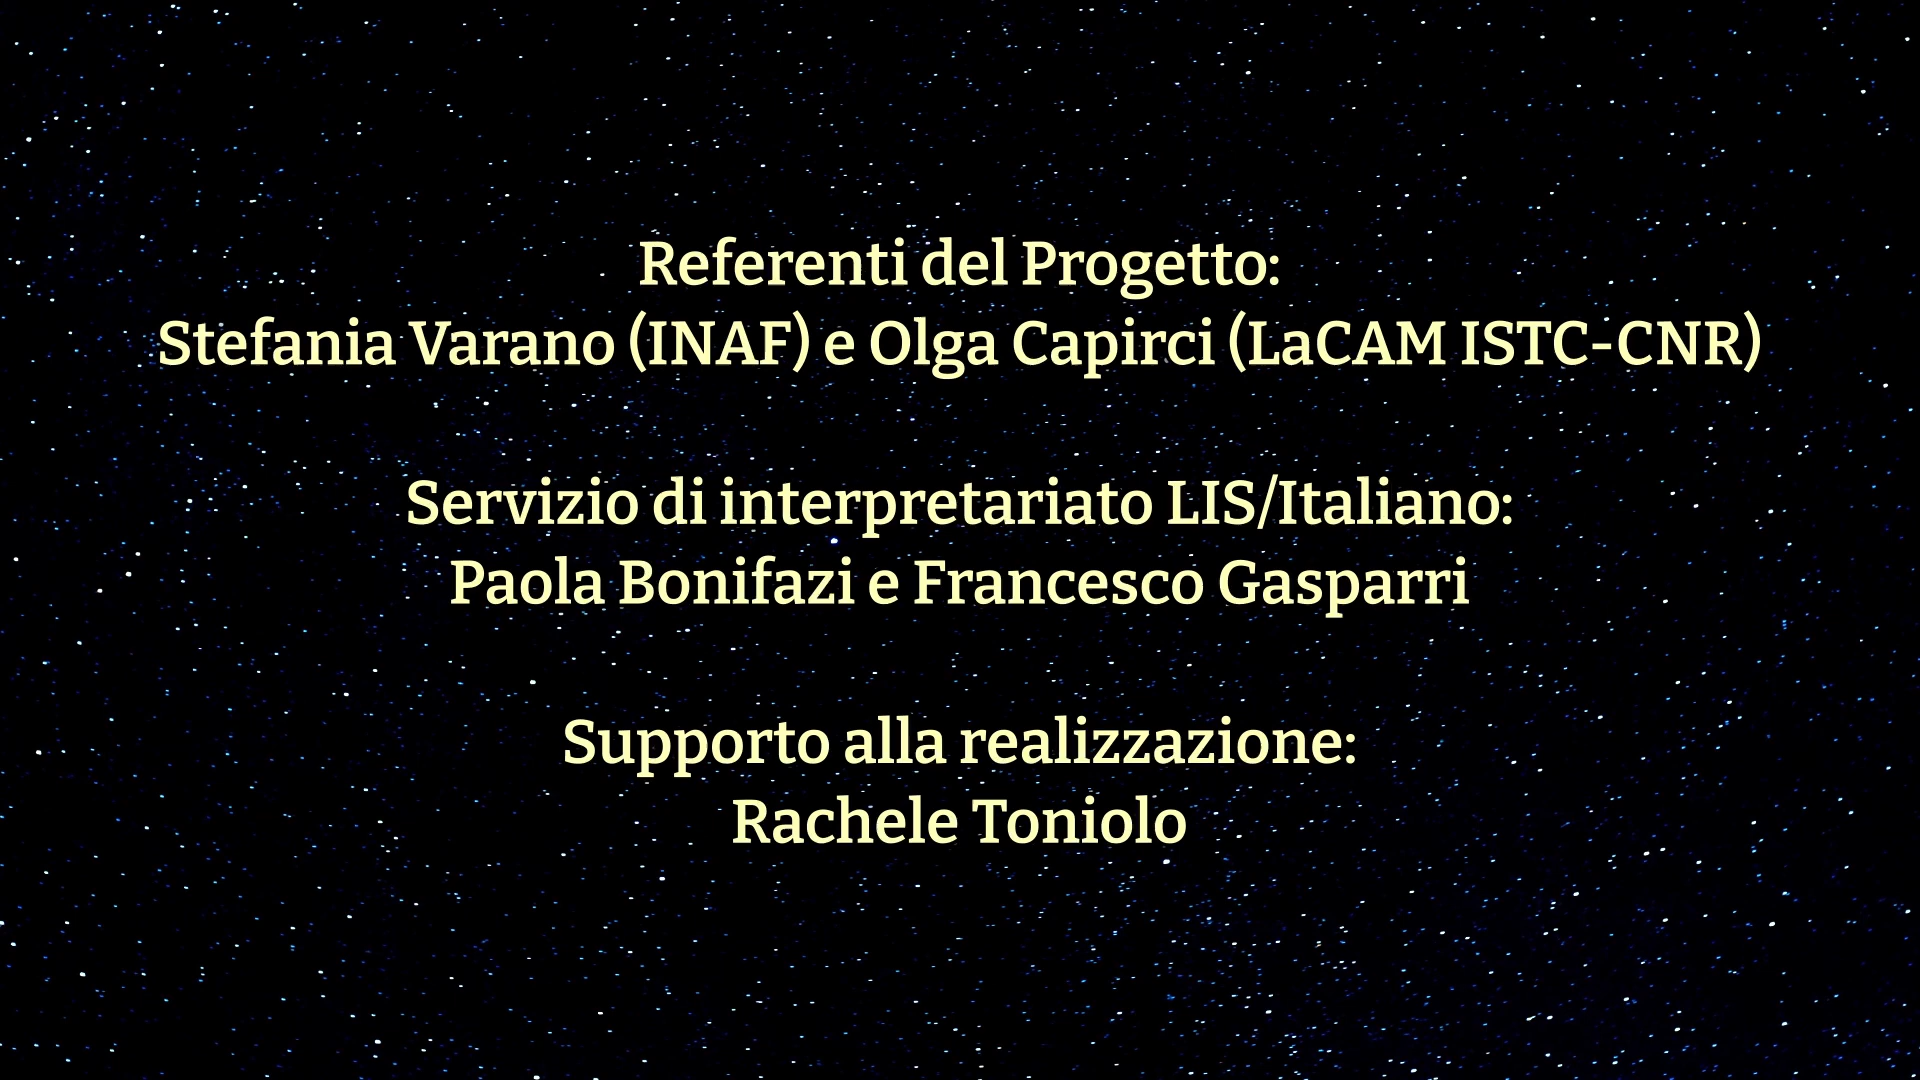 Referenti del Progetto:
Stefania Varano (INAF) e Olga Capirci (LaCAM ISTC-CNR)
Servizio di interpretariato LIS/Italiano:
Paola Bonifazi e Francesco Gasparri
Supporto alla realizzazione:
Rachele Toniolo